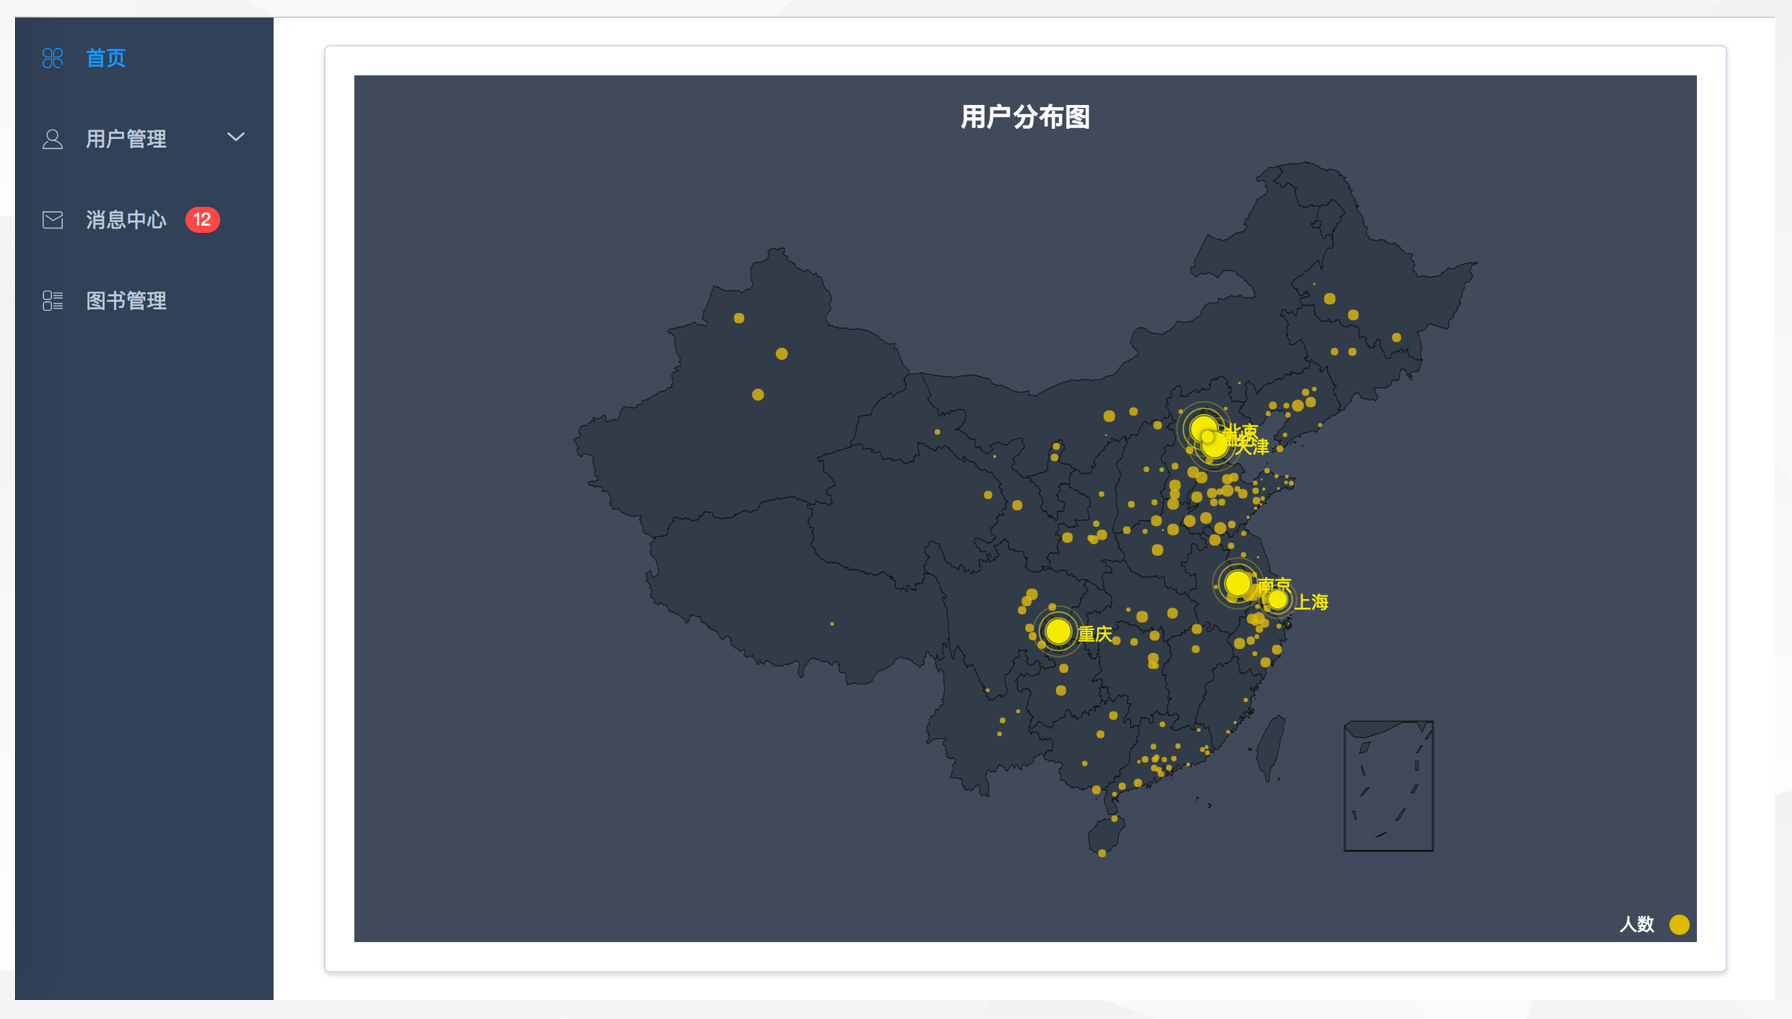 首页
用户管理
消息中心 12
图书管理
用户分布图
北京
天津
南京
上海
重庆
人数